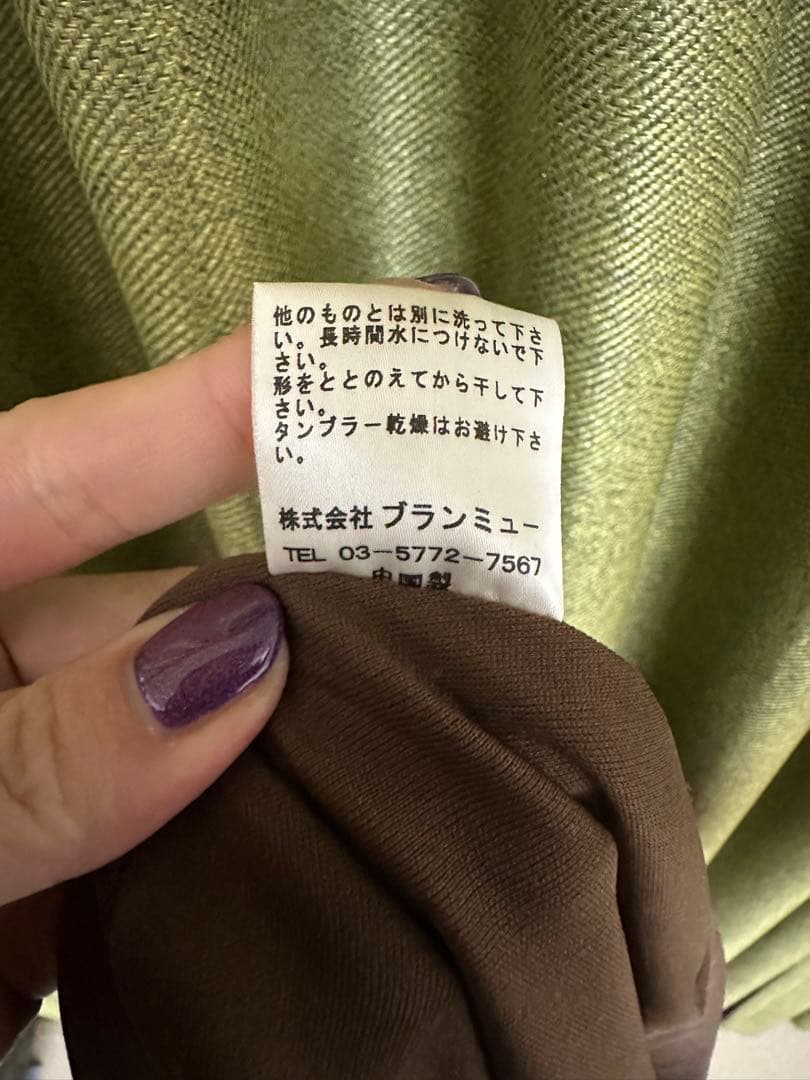 他のものとは別に洗って下さ
い。長時間水につけないで下
さい。
形をととのえてから干して下
さい。
タンブラー乾燥はお避け下さ
い。
株式会社 ブランミュー
TEL 03-5772-7567
中国製